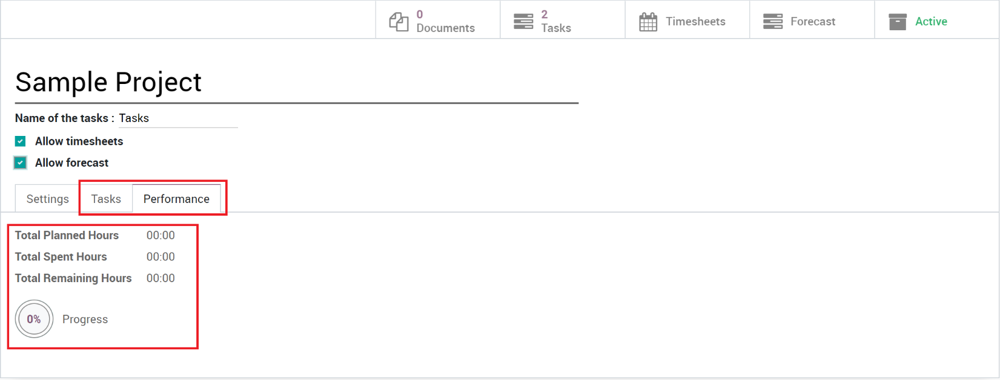 0
Documents
2
Tasks
Timesheets
Forecast
Active
Sample Project
Name of the tasks : Tasks
Allow timesheets
Allow forecast
Settings Tasks Performance
Total Planned Hours 00:00
Total Spent Hours 00:00
Total Remaining Hours 00:00
0% Progress